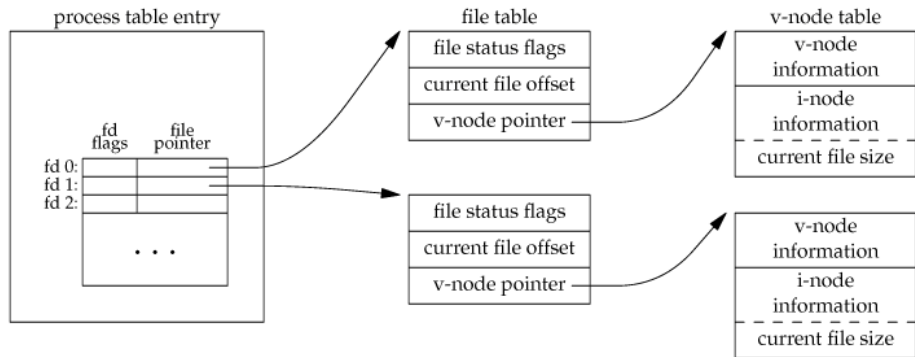 process table entry
fd
flags
file
pointer
fd 0:
fd 1:
fd 2:
. . .
file table
file status flags
current file offset
v-node pointer
file status flags
current file offset
v-node pointer
v-node table
v-node
information
i-node
information
current file size
v-node
information
i-node
information
current file size